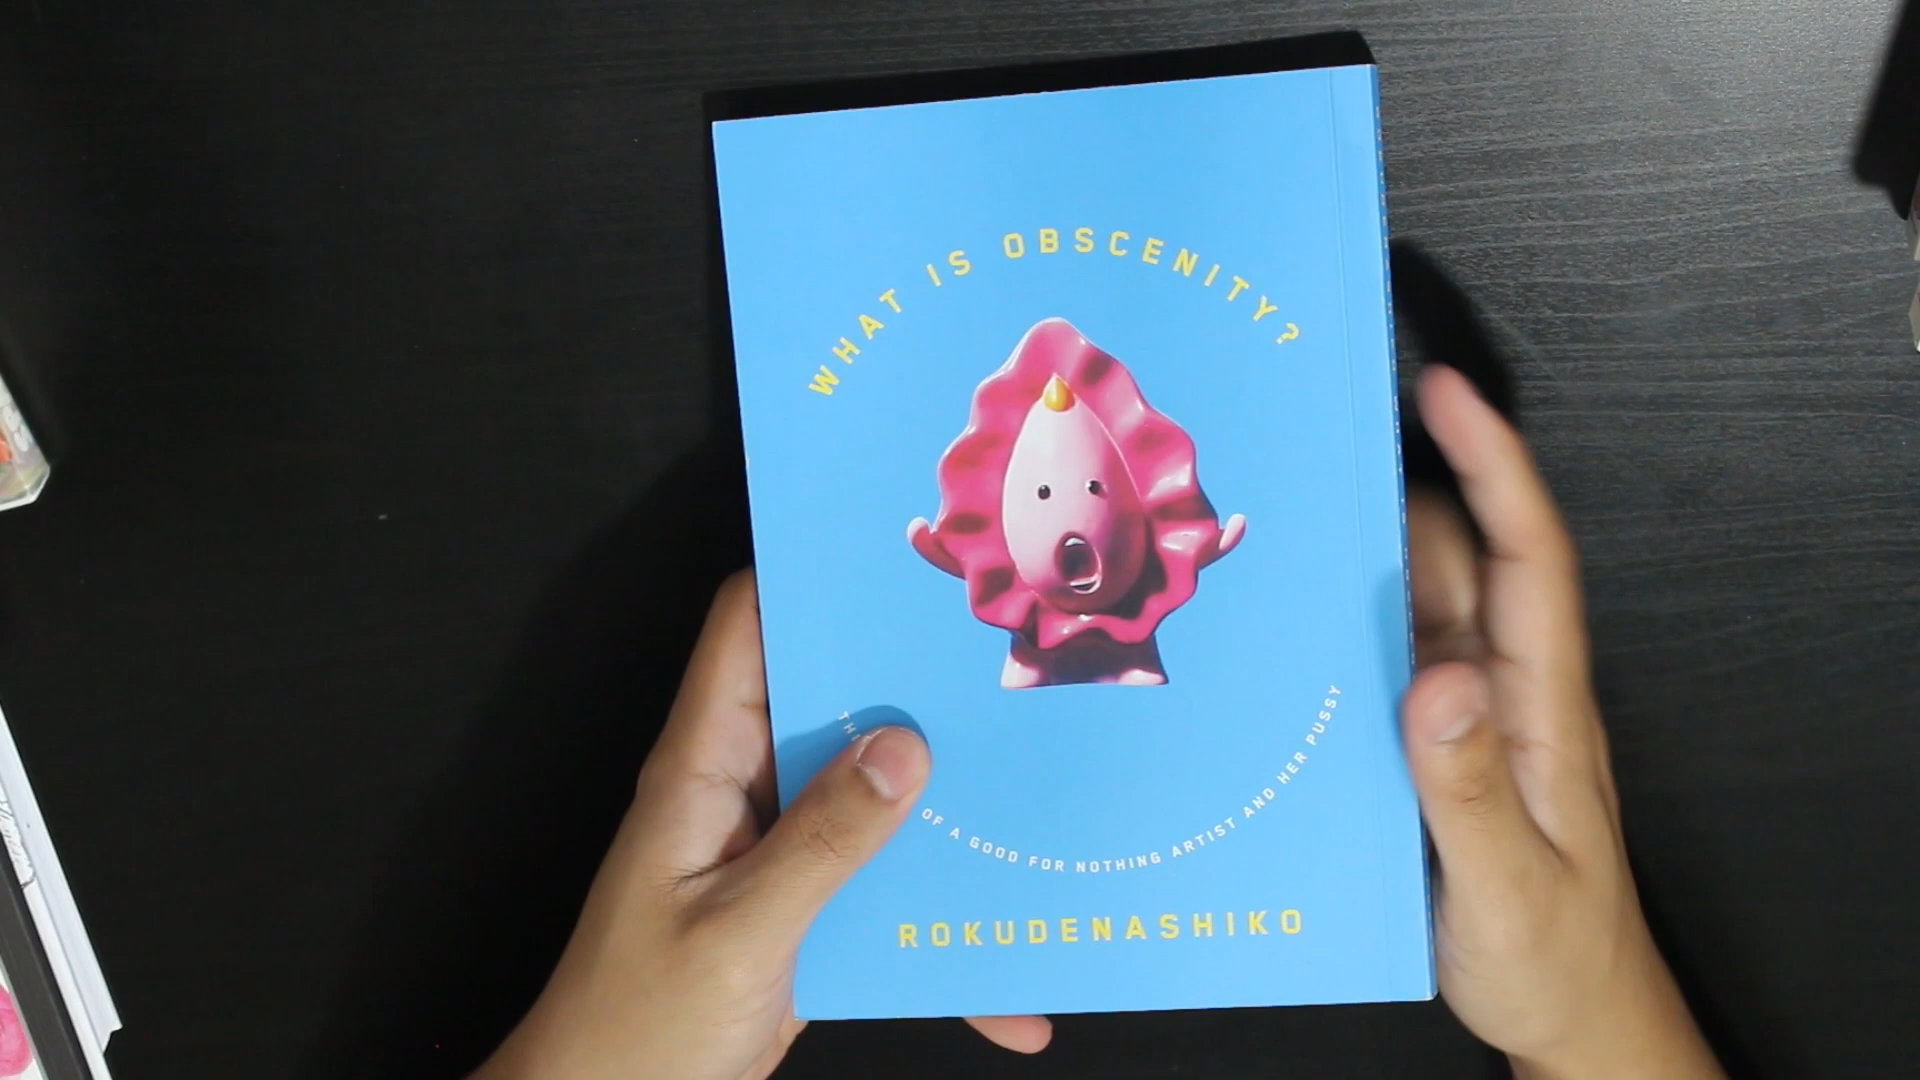 WHAT IS OBSCENITY?
OF A GOOD FOR NOTHING ARTIST AND HER PUSSY
ROKUDENASHIKO